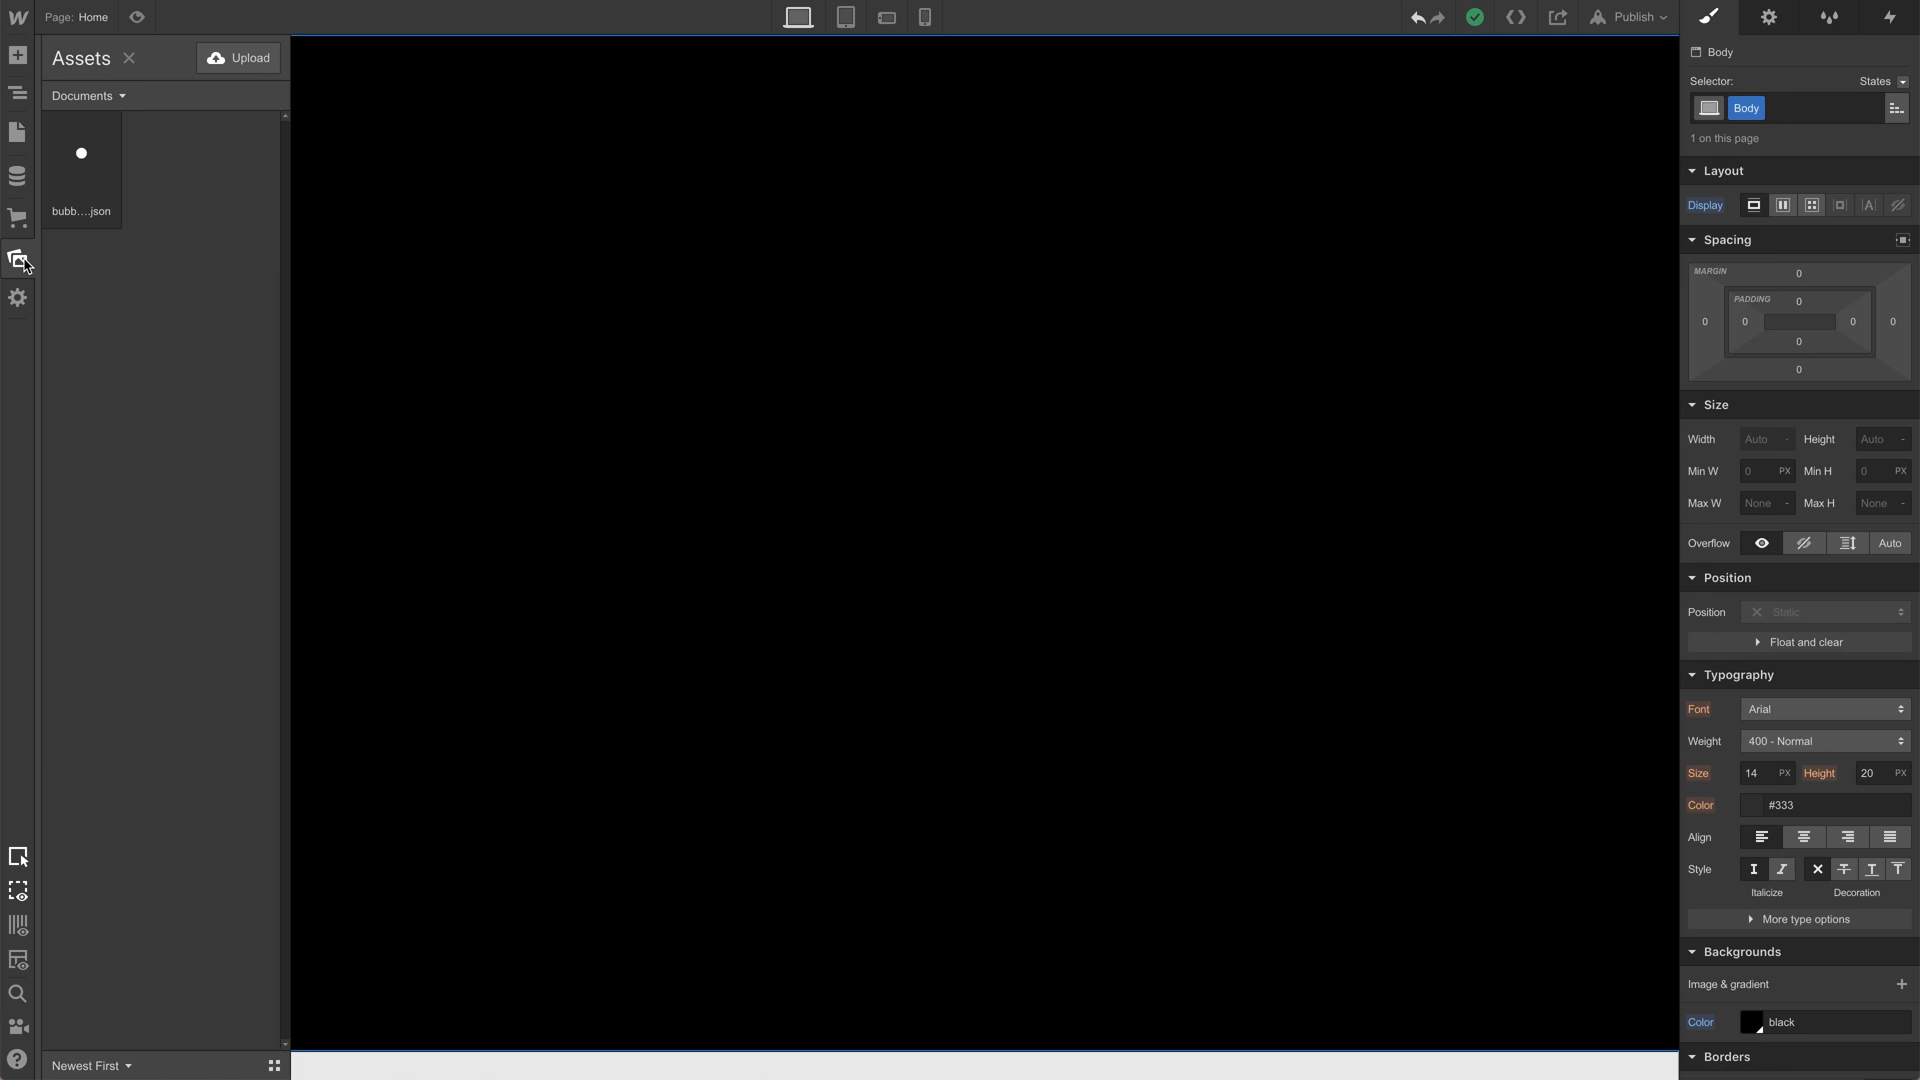 Page: Home
Publish
Assets
Upload
Documents
bubb....json
Newest First
Body
Selector:
States
Body
1 on this page
Layout
Display
Spacing
MARGIN
0
PADDING
0
0 0 0 0
0
0
Size
Width Auto - Height Auto -
Min W 0 PX Min H 0 PX
Max W None - Max H None -
Overflow Auto
Position
Position Static
Float and clear
Typography
Font Arial
Weight 400 - Normal
Size 14 PX Height 20 PX
Color #333
Align
Style
Italicize Decoration
More type options
Backgrounds
Image & gradient
Color black
Borders